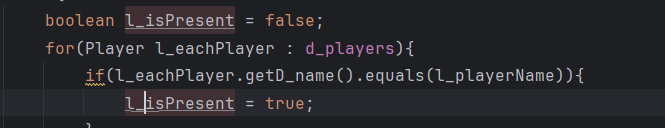 boolean l_isPresent = false;
for(Player l_eachPlayer : d_players){
if(l_eachPlayer.getD_name().equals(l_playerName)){
l_isPresent = true;